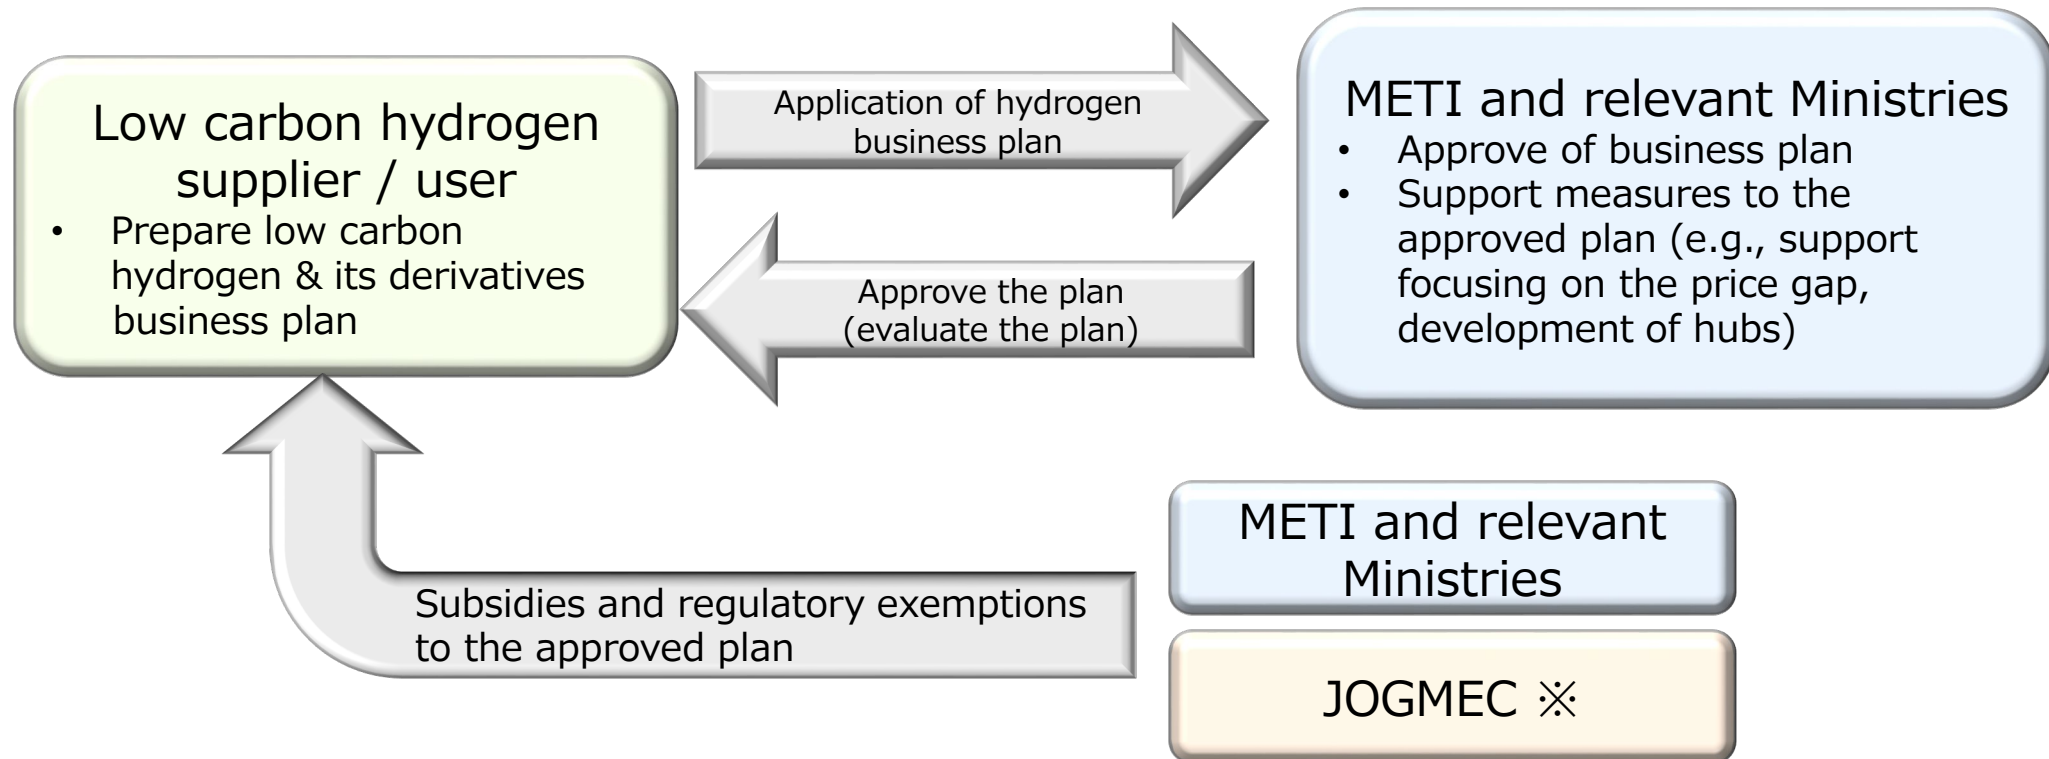 Low carbon hydrogen
supplier / user
• Prepare low carbon
hydrogen & its derivatives
business plan
Application of hydrogen
business plan
Approve the plan
(evaluate the plan)
METI and relevant Ministries
• Approve of business plan
• Support measures to the
approved plan (e.g., support
focusing on the price gap,
development of hubs)
Subsidies and regulatory exemptions
to the approved plan
METI and relevant
Ministries
JOGMEC ※